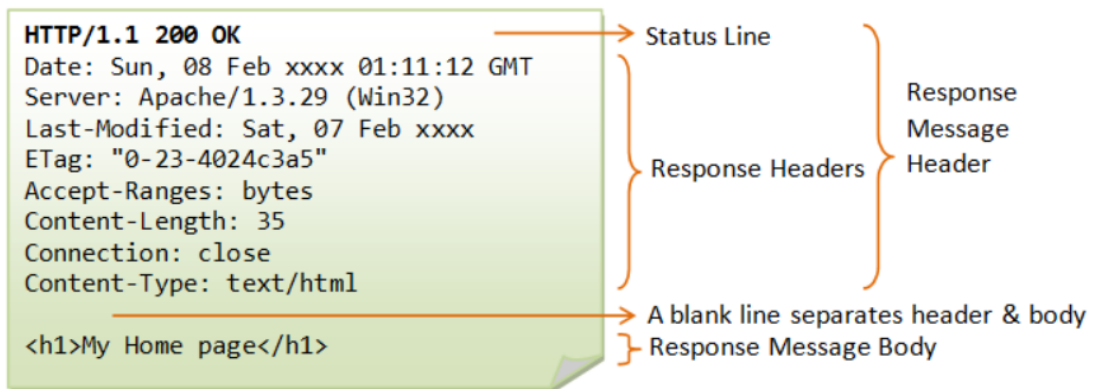 HTTP/1.1 200 OK
Date: Sun, 08 Feb xxxx 01:11:12 GMT
Server: Apache/1.3.29 (Win32)
Last-Modified: Sat, 07 Feb xxxx
ETag: "0-23-4024c3a5"
Accept-Ranges: bytes
Content-Length: 35
Connection: close
Content-Type: text/html
<h1>My Home page</h1>
Status Line
Response Headers
A blank line separates header & body
Response Message Body
Response
Message
Header